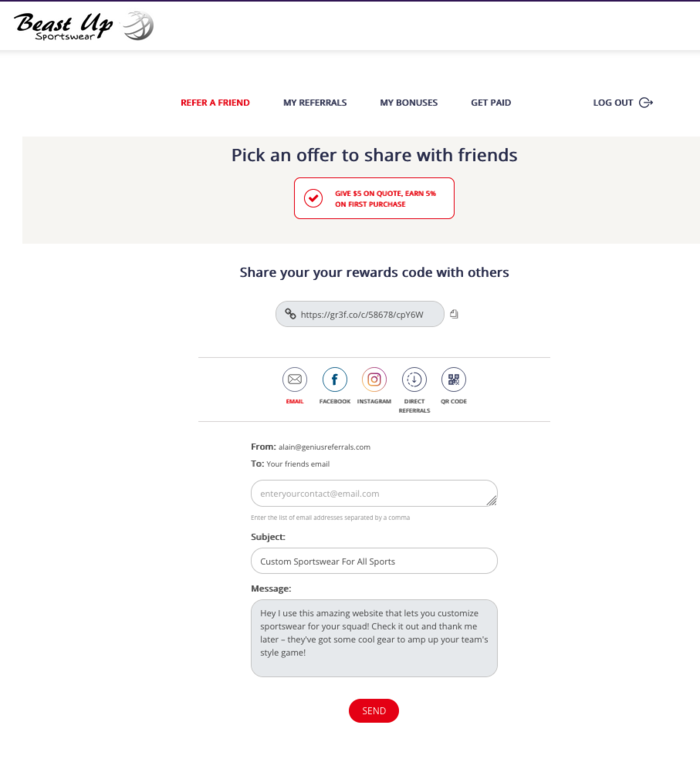 Beast Up
Sportswear
REFER A FRIEND
MY REFERRALS
MY BONUSES
GET PAID
LOG OUT
Pick an offer to share with friends
GIVE $5 ON QUOTE, EARN 5%
ON FIRST PURCHASE
Share your your rewards code with others
https://gr3f.co/c/58678/cpY6W
EMAIL
FACEBOOK
INSTAGRAM
DIRECT
REFERRALS
QR CODE
From: alain@geniusreferrals.com
To: Your friends email
enteryourcontact@email.com
Enter the list of email addresses separated by a comma
Subject:
Custom Sportswear For All Sports
Message:
Hey I use this amazing website that lets you customize
sportswear for your squad! Check it out and thank me
later – they've got some cool gear to amp up your team's
style game!
SEND